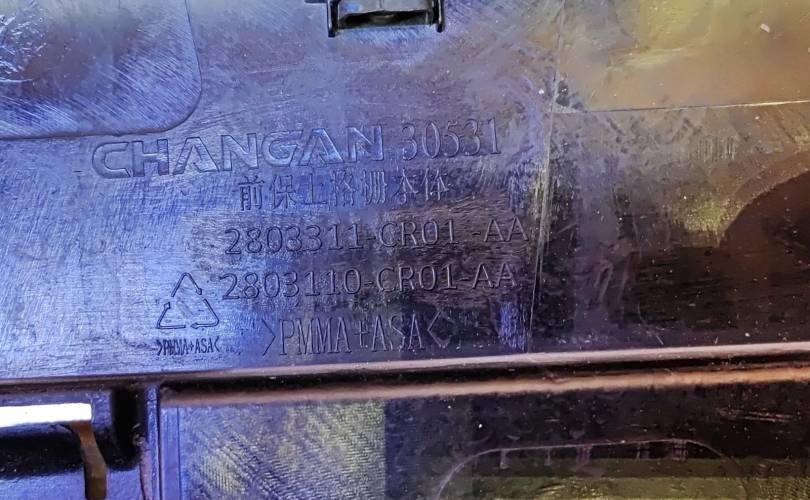 CHANGAN 30531
前保上格栅本体
2803311-CR01-AA
2803110-CR01-AA
>PMMA+ASA<
>PMMA+ASA<